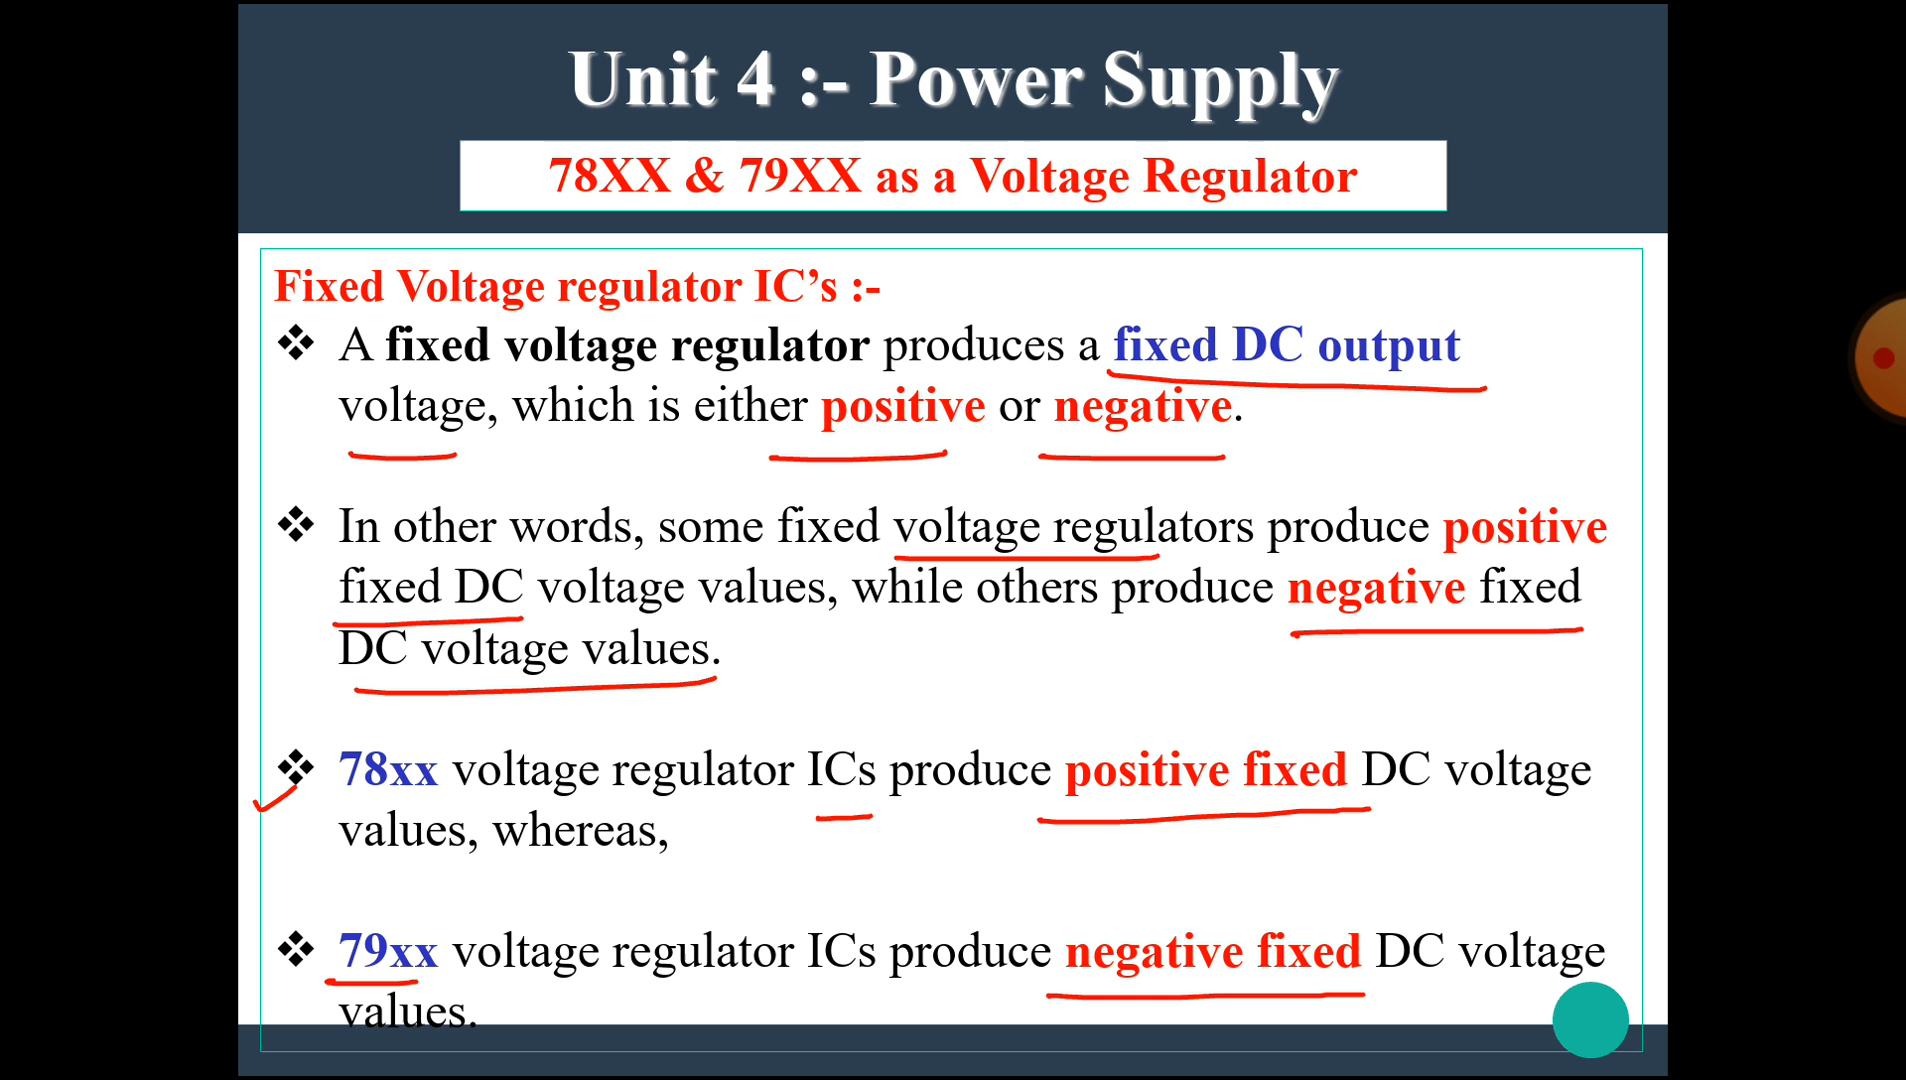 Unit 4 :- Power Supply
78XX & 79XX as a Voltage Regulator
Fixed Voltage regulator IC’s :-
❖ A fixed voltage regulator produces a fixed DC output
voltage, which is either positive or negative.
❖ In other words, some fixed voltage regulators produce positive
fixed DC voltage values, while others produce negative fixed
DC voltage values.
❖ 78xx voltage regulator ICs produce positive fixed DC voltage
values, whereas,
❖ 79xx voltage regulator ICs produce negative fixed DC voltage
values.